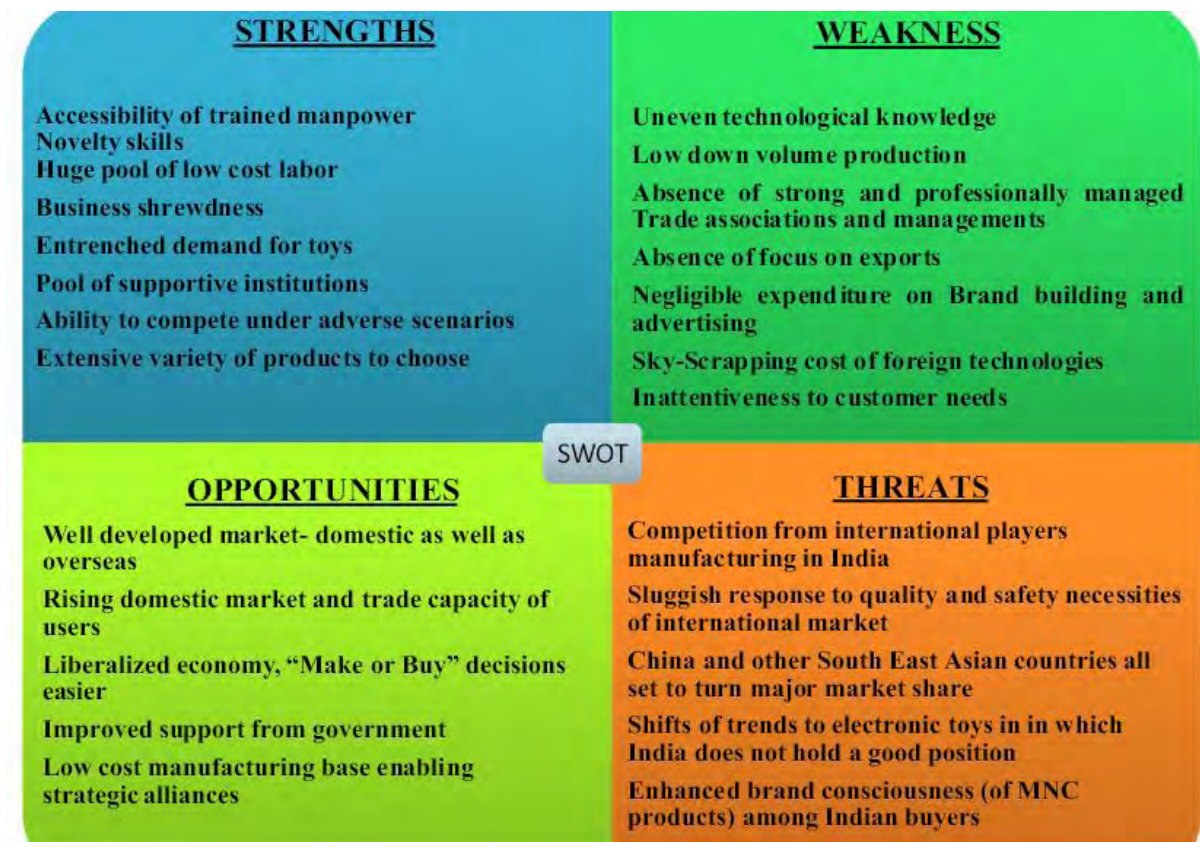 STRENGTHS
Accessibility of trained manpower
Novelty skills
Huge pool of low cost labor
Business shrewdness
Entrenched demand for toys
Pool of supportive institutions
Ability to compete under adverse scenarios
Extensive variety of products to choose
WEAKNESS
Uneven technological knowledge
Low down volume production
Absence of strong and professionally managed
Trade associations and managements
Absence of focus on exports
Negligible expenditure on Brand building and
advertising
Sky-Scrapping cost of foreign technologies
Inattentiveness to customer needs
SWOT
OPPORTUNITIES
Well developed market- domestic as well as
overseas
Rising domestic market and trade capacity of
users
Liberalized economy, “Make or Buy” decisions
easier
Improved support from government
Low cost manufacturing base enabling
strategic alliances
THREATS
Competition from international players
manufacturing in India
Sluggish response to quality and safety necessities
of international market
China and other South East Asian countries all
set to turn major market share
Shifts of trends to electronic toys in in which
India does not hold a good position
Enhanced brand consciousness (of MNC
products) among Indian buyers